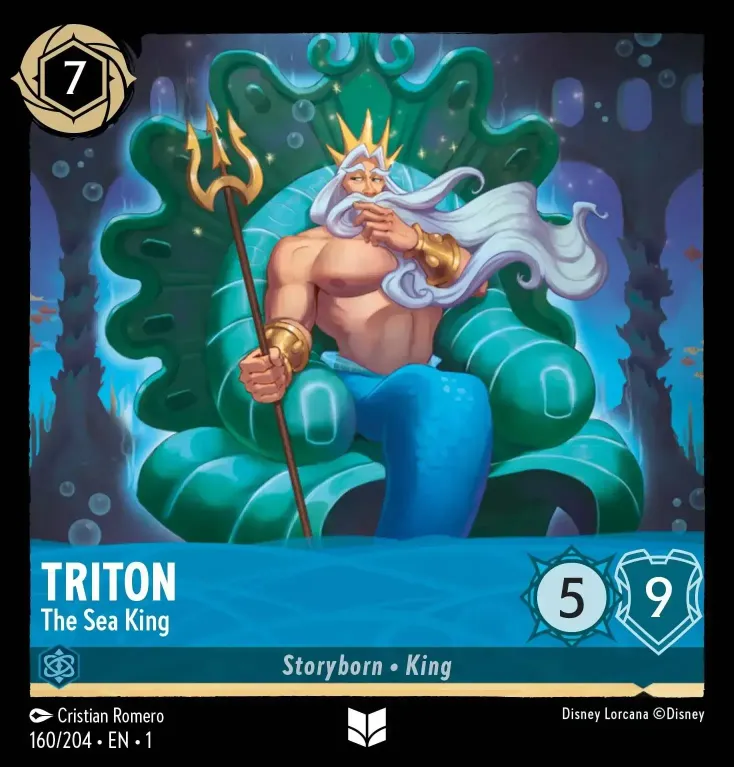 7
TRITON
The Sea King
5
9
Storyborn • King
Cristian Romero
Disney Lorcana ©Disney
160/204 • EN • 1